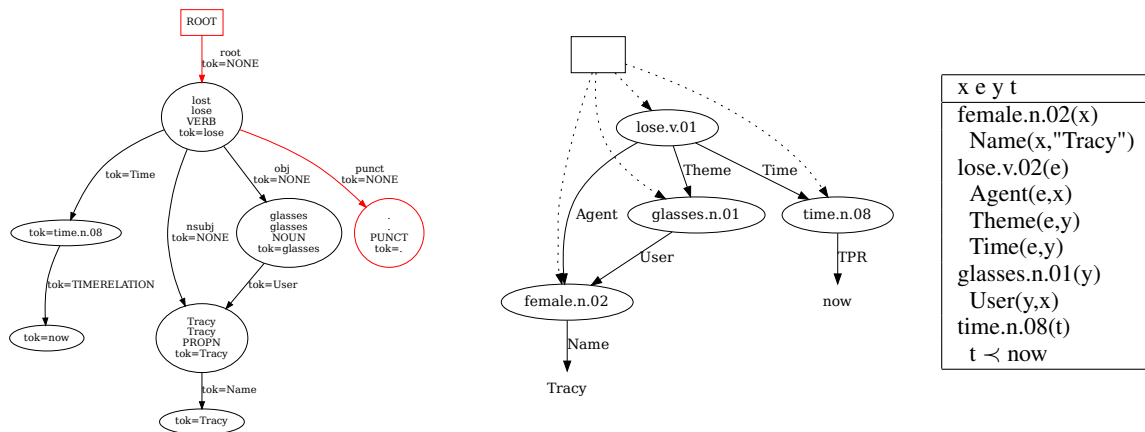 ROOT
root
tok=NONE
lost
lose
VERB
tok=lose
tok=Time
nsubj
tok=NONE
obj
tok=NONE
punct
tok=NONE
tok=time.n.08
glasses
glasses
NOUN
tok=glasses
.
.
PUNCT
tok=.
tok=TIMERELATION
tok=User
tok=now
Tracy
Tracy
PROPN
tok=Tracy
tok=Name
tok=Tracy
lose.v.01
Agent
Theme
Time
glasses.n.01
time.n.08
User
TPR
female.n.02
now
Name
Tracy
x e y t
female.n.02(x)
Name(x,"Tracy")
lose.v.02(e)
Agent(e,x)
Theme(e,y)
Time(e,y)
glasses.n.01(y)
User(y,x)
time.n.08(t)
t ≺ now